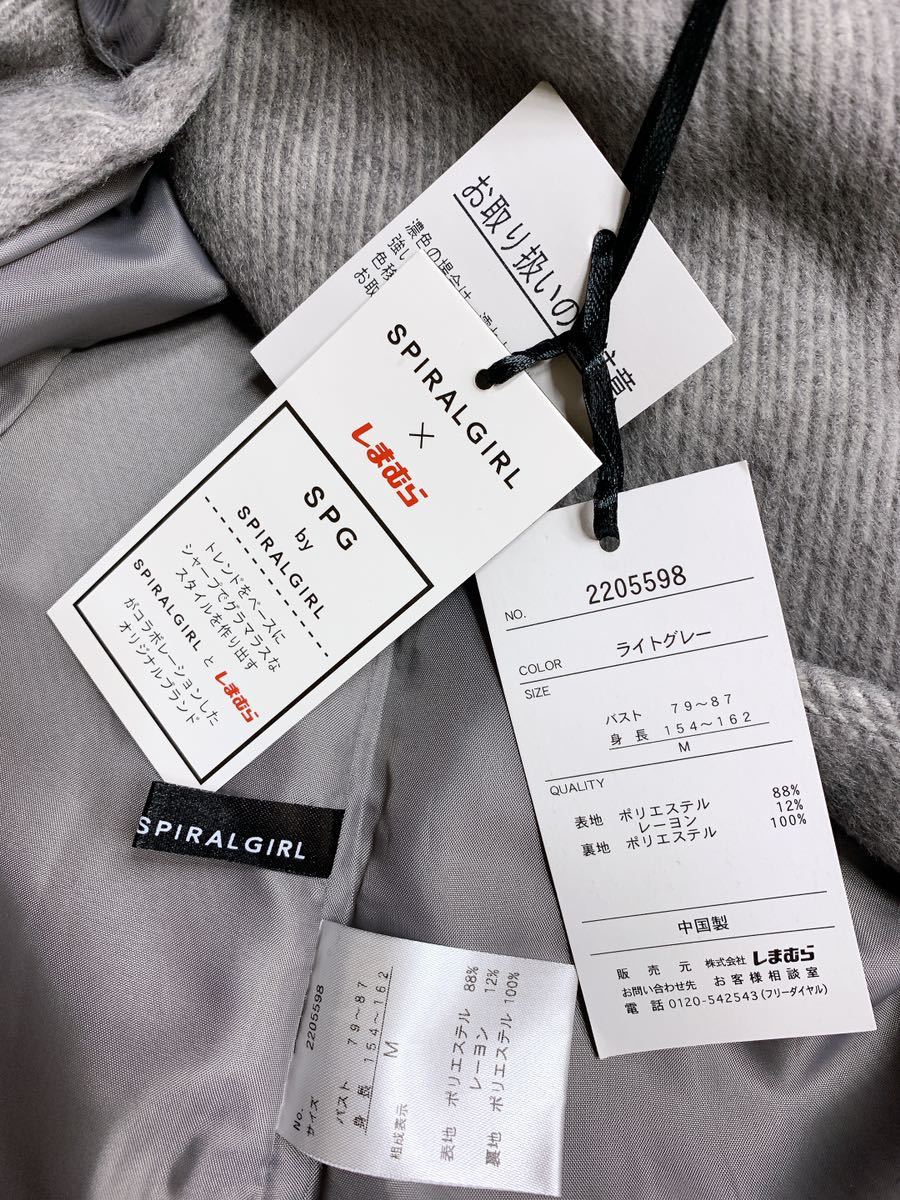 お取り扱いの
濃色の場合は、
強い
色移
お取
SPIRALGIRL
×
しまむら
SPG
by
SPIRALGIRL
トレンドをベースに
シャープでグラマラスな
スタイルを作り出す
SPIRALGIRL と しまむら
がコラボレーションした
オリジナルブランド
NO. 2205598
COLOR ライトグレー
SIZE
バスト 79～87
身長 154～162
M
QUALITY
表地 ポリエステル 88%
レーヨン 12%
裏地 ポリエステル 100%
中国製
販売元 株式会社 しまむら
お問い合わせ先 お客様相談室
電話 0120-542543(フリーダイヤル)
SPIRALGIRL
No. 2205598
サイズ
バスト 79～87
身長 154～162
M
組成表示
表地 ポリエステル 88%
レーヨン 12%
裏地 ポリエステル 100%